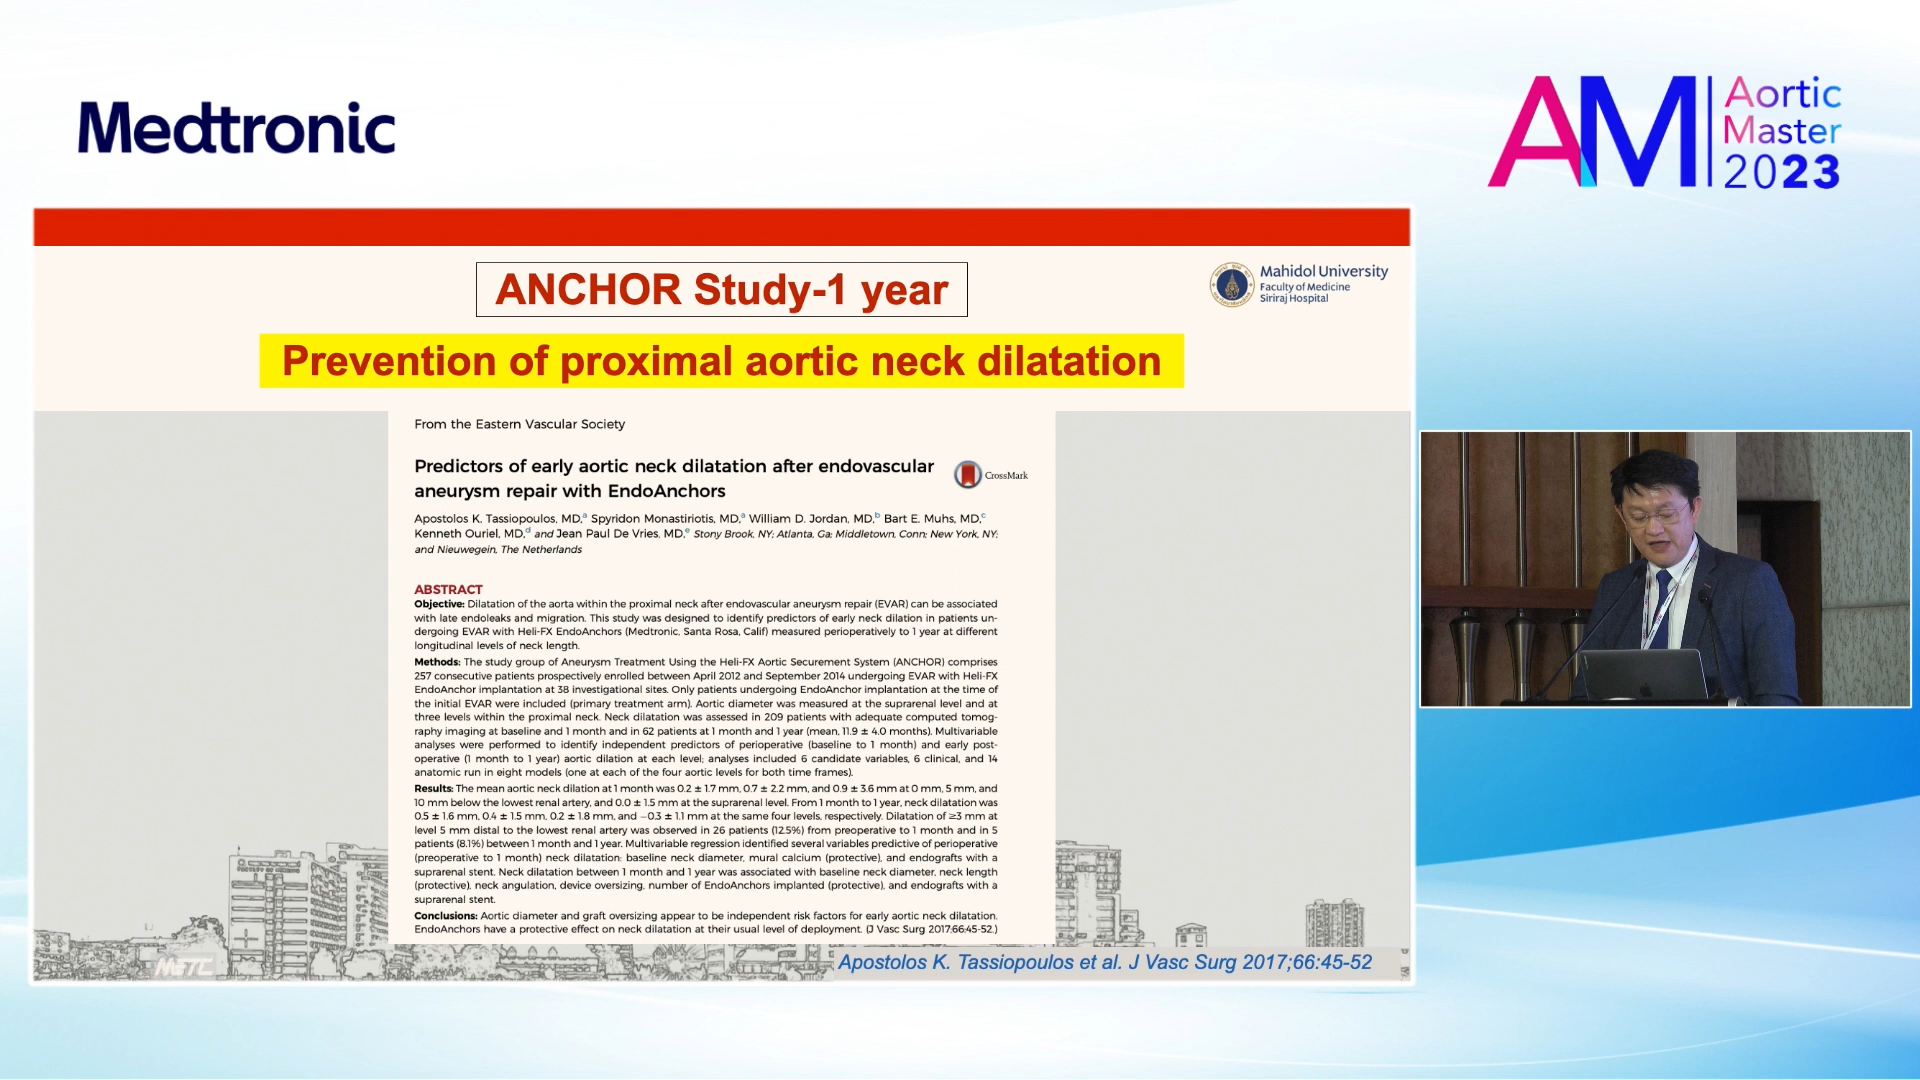 Medtronic
AM
Aortic
Master
2023
ANCHOR Study-1 year
Mahidol University
Faculty of Medicine
Siriraj Hospital
Prevention of proximal aortic neck dilatation
From the Eastern Vascular Society
Predictors of early aortic neck dilatation after endovascular
aneurysm repair with EndoAnchors
CrossMark
Apostolos K. Tassiopoulos, MD,a Spyridon Monastiriotis, MD,a William D. Jordan, MD,b Bart E. Muhs, MD,c
Kenneth Ouriel, MD,d and Jean Paul De Vries, MD,e Stony Brook, NY; Atlanta, Ga; Middletown, Conn; New York, NY;
and Nieuwegein, The Netherlands
ABSTRACT
Objective: Dilatation of the aorta within the proximal neck after endovascular aneurysm repair (EVAR) can be associated
with late endoleaks and migration. This study was designed to identify predictors of early neck dilation in patients un-
dergoing EVAR with Heli-FX EndoAnchors (Medtronic, Santa Rosa, Calif) measured perioperatively to 1 year at different
longitudinal levels of neck length.
Methods: The study group of Aneurysm Treatment Using the Heli-FX Aortic Securement System (ANCHOR) comprises
257 consecutive patients prospectively enrolled between April 2012 and September 2014 undergoing EVAR with Heli-FX
EndoAnchor implantation at 38 investigational sites. Only patients undergoing EndoAnchor implantation at the time of
the initial EVAR were included (primary treatment arm). Aortic diameter was measured at the suprarenal level and at
three levels within the proximal neck. Neck dilatation was assessed in 209 patients with adequate computed tomog-
raphy imaging at baseline and 1 month and in 62 patients at 1 month and 1 year (mean, 11.9 ± 4.0 months). Multivariable
analyses were performed to identify independent predictors of perioperative (baseline to 1 month) and early post-
operative (1 month to 1 year) aortic dilation at each level; analyses included 6 candidate variables, 6 clinical, and 14
anatomic run in eight models (one at each of the four aortic levels for both time frames).
Results: The mean aortic neck dilation at 1 month was 0.2 ± 1.7 mm, 0.7 ± 2.2 mm, and 0.9 ± 3.6 mm at 0 mm, 5 mm, and
10 mm below the lowest renal artery, and 0.0 ± 1.5 mm at the suprarenal level. From 1 month to 1 year, neck dilatation was
0.5 ± 1.6 mm, 0.4 ± 1.5 mm, 0.2 ± 1.8 mm, and −0.3 ± 1.1 mm at the same four levels, respectively. Dilatation of ≥3 mm at
level 5 mm distal to the lowest renal artery was observed in 26 patients (12.5%) from preoperative to 1 month and in 5
patients (8.1%) between 1 month and 1 year. Multivariable regression identified several variables predictive of perioperative
(preoperative to 1 month) neck dilatation: baseline neck diameter, mural calcium (protective), and endografts with a
suprarenal stent. Neck dilatation between 1 month and 1 year was associated with baseline neck diameter, neck length
(protective), neck angulation, device oversizing, number of EndoAnchors implanted (protective), and endografts with a
suprarenal stent.
Conclusions: Aortic diameter and graft oversizing appear to be independent risk factors for early aortic neck dilatation.
EndoAnchors have a protective effect on neck dilatation at their usual level of deployment. (J Vasc Surg 2017;66:45-52.)
Apostolos K. Tassiopoulos et al. J Vasc Surg 2017;66:45-52